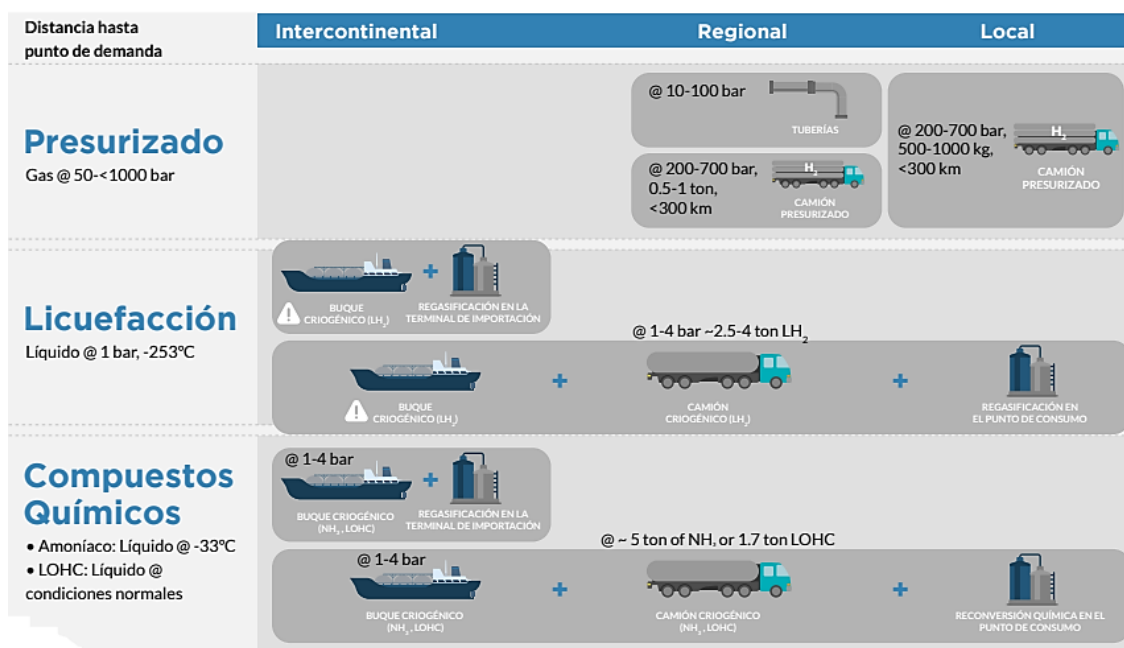 Distancia hasta
punto de demanda
Intercontinental
Regional
Local
Presurizado
Gas @ 50-<1000 bar
@ 10-100 bar
TUBERÍAS
@ 200-700 bar,
0.5-1 ton,
<300 km
H₂
CAMIÓN
PRESURIZADO
@ 200-700 bar,
500-1000 kg,
<300 km
H₂
CAMIÓN
PRESURIZADO
Licuefacción
Líquido @ 1 bar, -253ºC
+
BUQUE
CRIOGÉNICO (LH₂)
REGASIFICACIÓN EN LA
TERMINAL DE IMPORTACIÓN
@ 1-4 bar ~2.5-4 ton LH₂
+
+
BUQUE
CRIOGÉNICO (LH₂)
CAMIÓN
CRIOGÉNICO (LH₂)
REGASIFICACIÓN EN
EL PUNTO DE CONSUMO
Compuestos
Químicos
• Amoníaco: Líquido @ -33ºC
• LOHC: Líquido @
condiciones normales
@ 1-4 bar
+
BUQUE CRIOGÉNICO
(NH₃, LOHC)
REGASIFICACIÓN EN LA
TERMINAL DE IMPORTACIÓN
@ ~ 5 ton of NH, or 1.7 ton LOHC
@ 1-4 bar
+
+
BUQUE CRIOGÉNICO
(NH₃, LOHC)
CAMIÓN CRIOGÉNICO
(NH₃, LOHC)
RECONVERSIÓN QUÍMICA EN EL
PUNTO DE CONSUMO